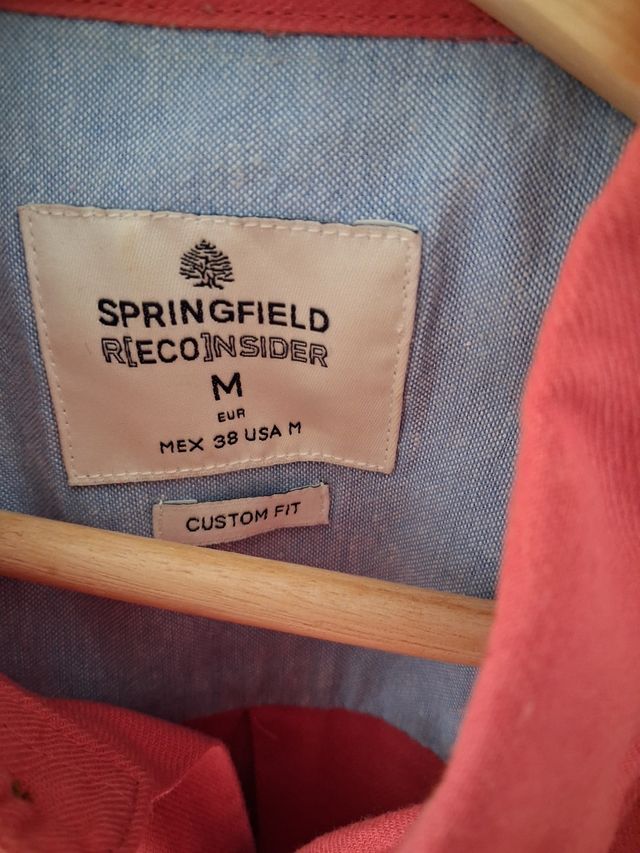 SPRINGFIELD
R[ECO]NSIDER
M
EUR
MEX 38 USA M
CUSTOM FIT